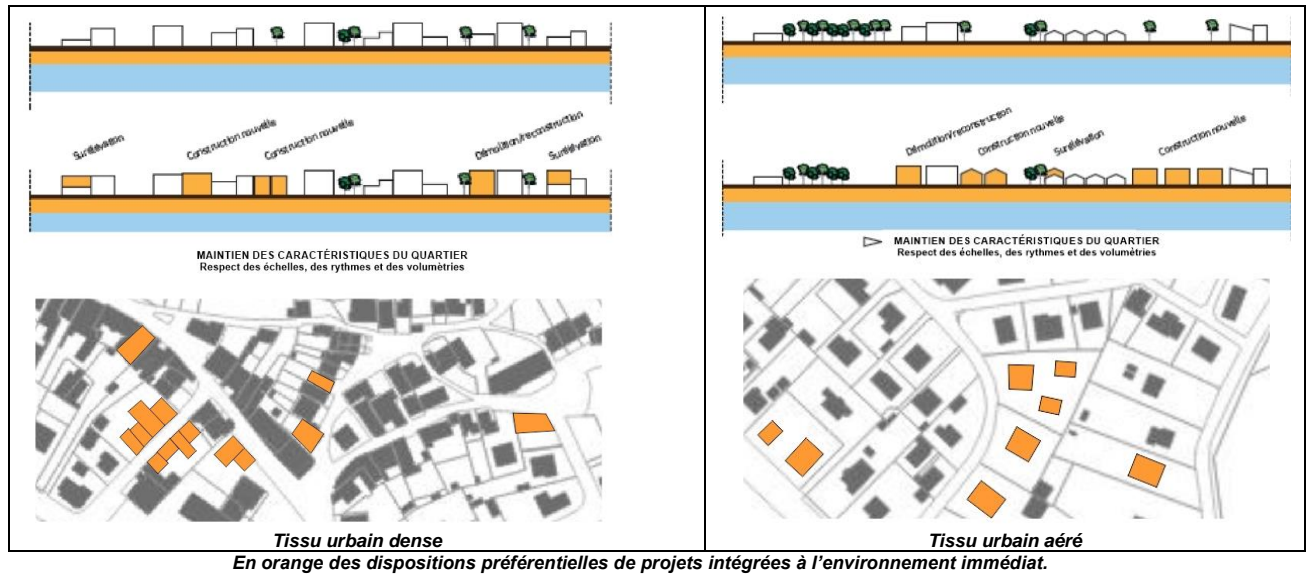 Surélévation
Construction nouvelle
Construction nouvelle
Démolition/reconstruction
Surélévation
MAINTIEN DES CARACTÉRISTIQUES DU QUARTIER
Respect des échelles, des rythmes et des volumètries
Tissu urbain dense
Démolition/reconstruction
Construction nouvelle
Surélévation
Construction nouvelle
MAINTIEN DES CARACTÉRISTIQUES DU QUARTIER
Respect des échelles, des rythmes et des volumètries
Tissu urbain aéré
En orange des dispositions préférentielles de projets intégrées à l'environnement immédiat.